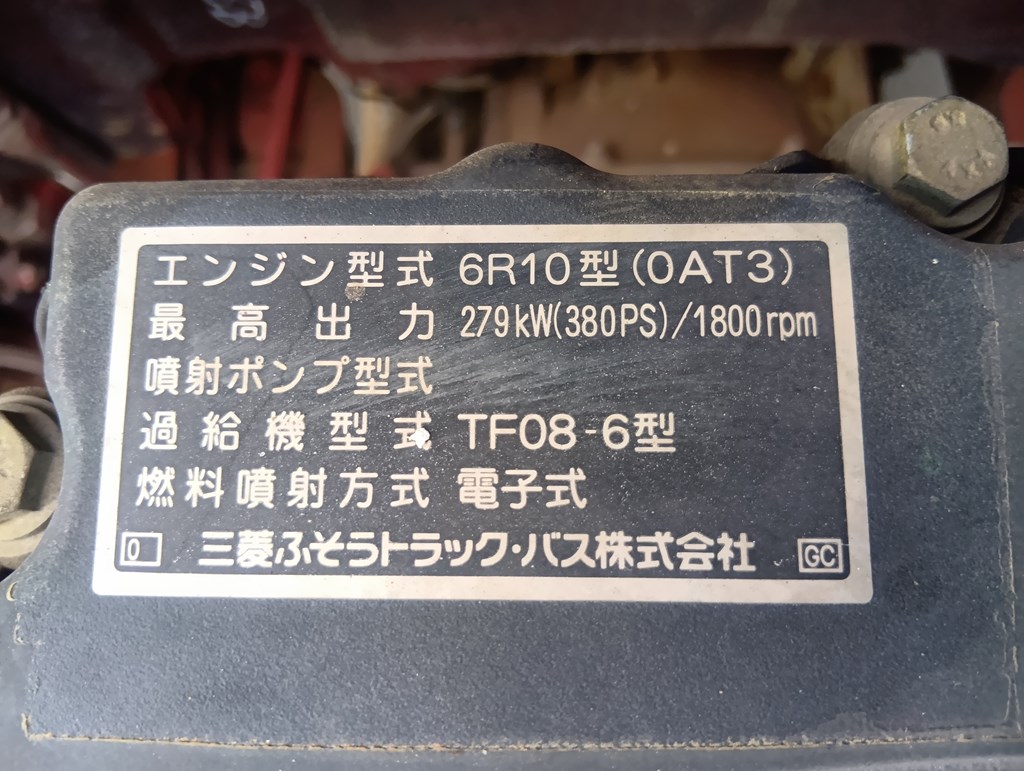 エンジン型式 6R10型(0AT3)
最高出力 279kW(380PS)/1800rpm
噴射ポンプ型式
過給機型式 TF08-6型
燃料噴射方式 電子式
0 三菱ふそうトラック・バス株式会社 GC